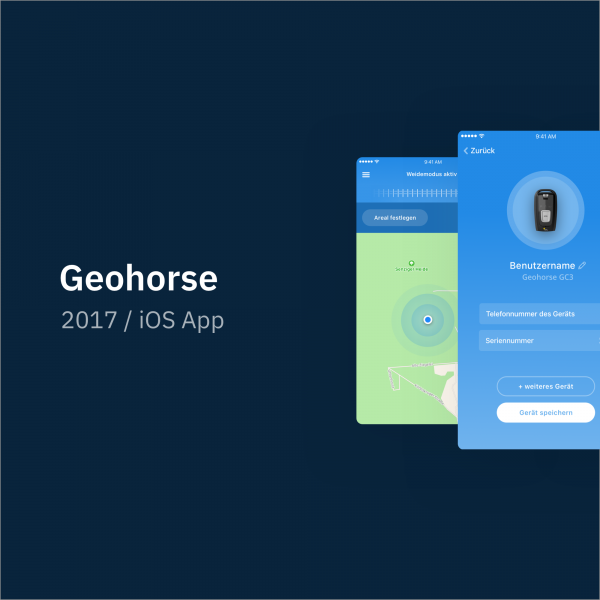 Geohorse
2017 / iOS App
9:41 AM
Weidemodus aktiv
Areal festlegen
9:41 AM
Zurück
Benutzername
Geohorse GC3
Telefonnummer des Geräts
Seriennummer
+ weiteres Gerät
Gerät speichern